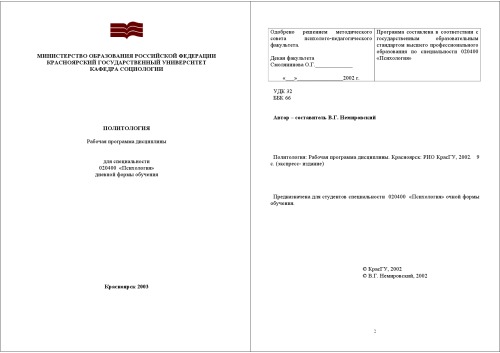 МИНИСТЕРСТВО ОБРАЗОВАНИЯ РОССИЙСКОЙ ФЕДЕРАЦИИ
КРАСНОЯРСКИЙ ГОСУДАРСТВЕННЫЙ УНИВЕРСИТЕТ
КАФЕДРА СОЦИОЛОГИИ
ПОЛИТОЛОГИЯ
Рабочая программа дисциплины
для специальности
020400 «Психология»
дневной формы обучения
Красноярск 2003
Одобрено решением методического
совета психолого-педагогического
факультета.
Декан факультета
Смолянинова О.Г.______________
«___»________________2002 г.
Программа составлена в соответствии с
государственным образовательным
стандартом высшего профессионального
образования по специальности 020400
«Психология»
УДК 32
ББК 66
Автор – составитель В.Г. Немировский
Политология: Рабочая программа дисциплины. Красноярск: РИО КрасГУ, 2002. 9
с. (экспресс- издание)
Предназначена для студентов специальности 020400 «Психология» очной формы
обучения.
© КрасГУ, 2002
© В.Г. Немировский, 2002
2